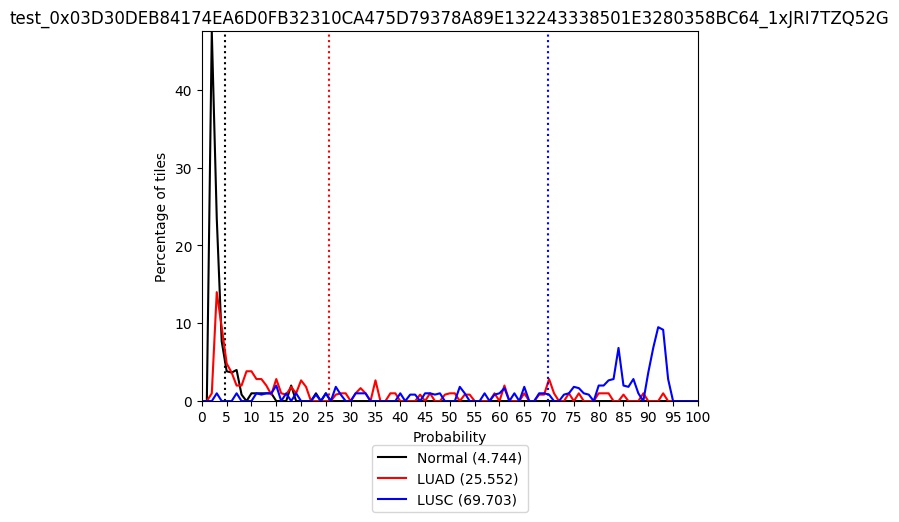 test_0x03D30DEB84174EA6D0FB32310CA475D79378A89E132243338501E3280358BC64_1xJRI7TZQ52G
40
30
20
10
0
Percentage of tiles
0 5 10 15 20 25 30 35 40 45 50 55 60 65 70 75 80 85 90 95 100
Probability
Normal (4.744)
LUAD (25.552)
LUSC (69.703)